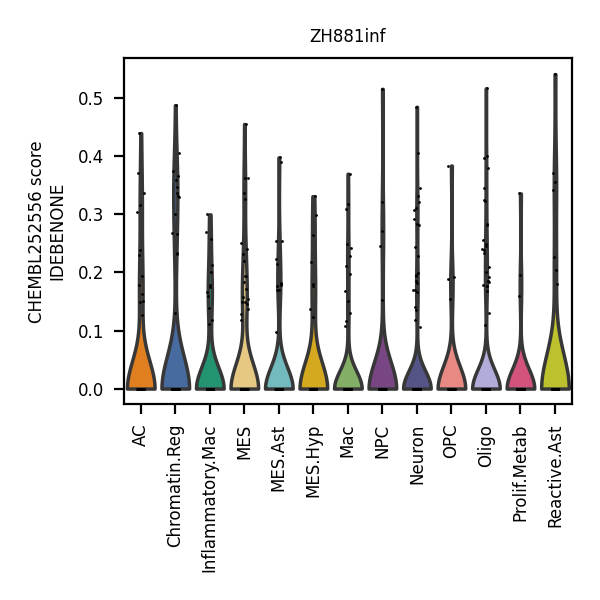 ZH881inf
CHEMBL252556 score
IDEBENONE
0.5
0.4
0.3
0.2
0.1
0.0
AC
Chromatin.Reg
Inflammatory.Mac
MES
MES.Ast
MES.Hyp
Mac
NPC
Neuron
OPC
Oligo
Prolif.Metab
Reactive.Ast